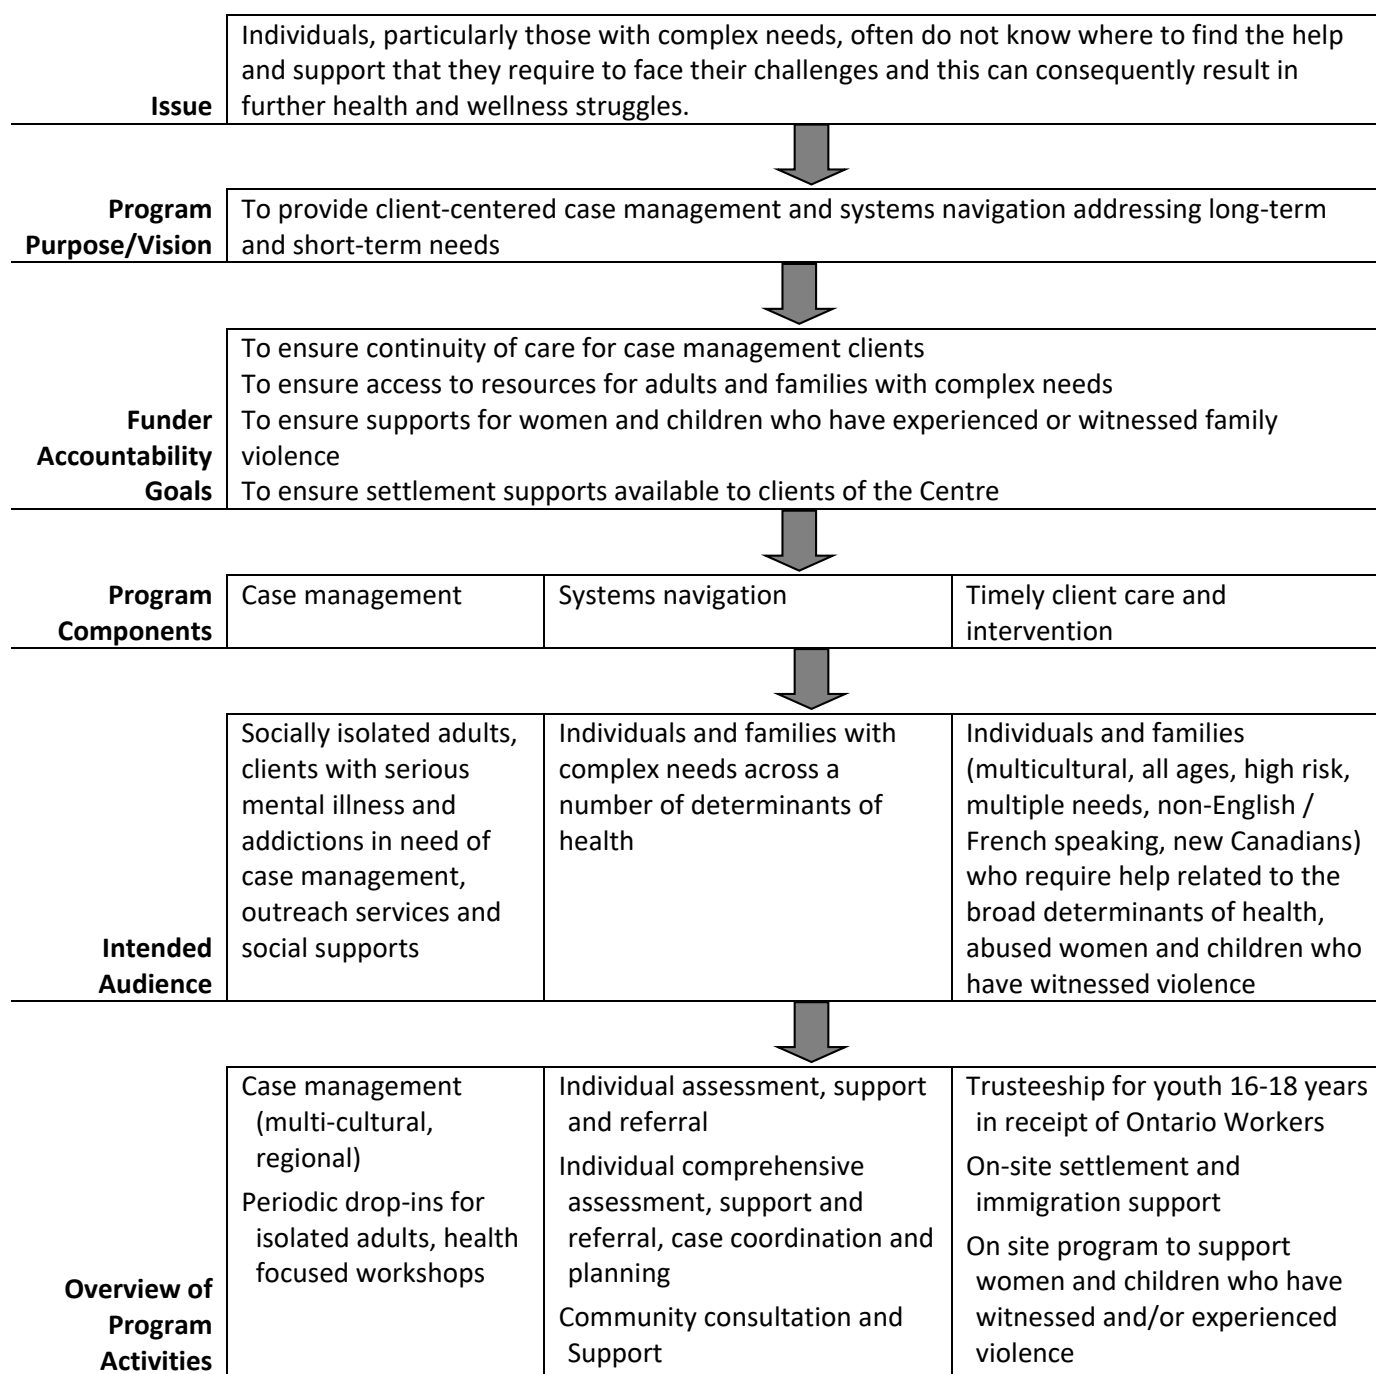 Issue
Individuals, particularly those with complex needs, often do not know where to find the help
and support that they require to face their challenges and this can consequently result in
further health and wellness struggles.
Program
Purpose/Vision
To provide client-centered case management and systems navigation addressing long-term
and short-term needs
Funder
Accountability
Goals
To ensure continuity of care for case management clients
To ensure access to resources for adults and families with complex needs
To ensure supports for women and children who have experienced or witnessed family
violence
To ensure settlement supports available to clients of the Centre
Program
Components
Case management
Systems navigation
Timely client care and
intervention
Intended
Audience
Socially isolated adults,
clients with serious
mental illness and
addictions in need of
case management,
outreach services and
social supports
Individuals and families with
complex needs across a
number of determinants of
health
Individuals and families
(multicultural, all ages, high risk,
multiple needs, non-English /
French speaking, new Canadians)
who require help related to the
broad determinants of health,
abused women and children who
have witnessed violence
Overview of
Program
Activities
Case management
(multi-cultural,
regional)
Periodic drop-ins for
isolated adults, health
focused workshops
Individual assessment, support
and referral
Individual comprehensive
assessment, support and
referral, case coordination and
planning
Community consultation and
Support
Trusteeship for youth 16-18 years
in receipt of Ontario Workers
On-site settlement and
immigration support
On site program to support
women and children who have
witnessed and/or experienced
violence